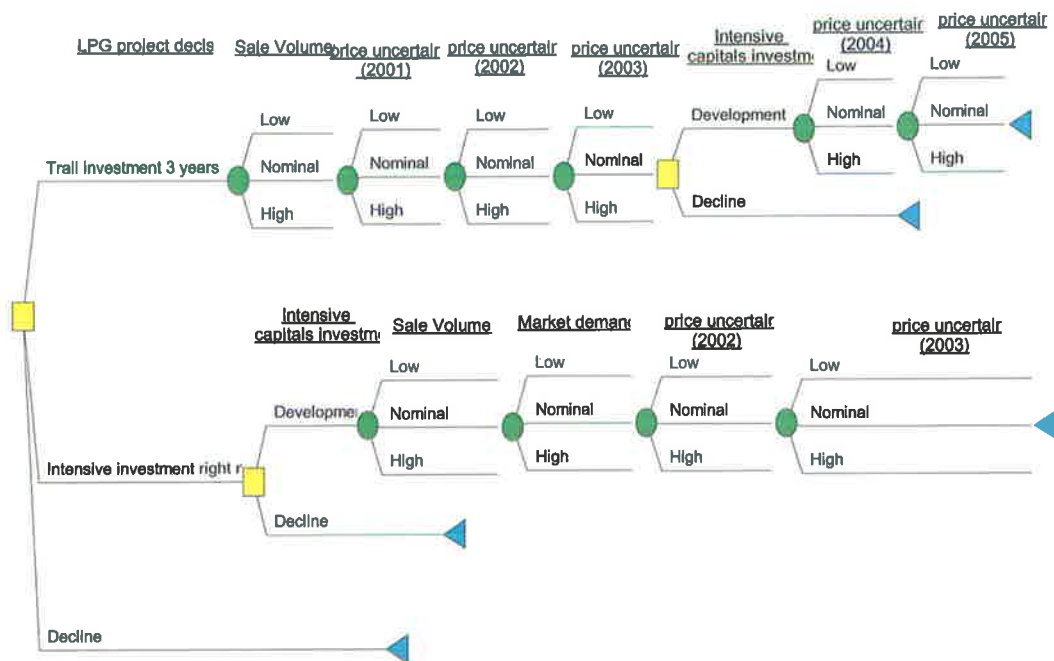 LPG project decis
Sale Volume
price uncertair
(2001)
price uncertair
(2002)
price uncertair
(2003)
Intensive
capitals investm
price uncertair
(2004)
price uncertair
(2005)
Low
Low
Low
Low
Development
Low
Low
Trail investment 3 years
Nominal
Nominal
Nominal
Nominal
Nominal
Nominal
High
High
High
High
Decline
High
High
Intensive
capitals investm
Sale Volume
Market demand
price uncertair
(2002)
price uncertair
(2003)
Low
Low
Low
Low
Developme
Nominal
Nominal
Nominal
Nominal
Intensive investment right r
High
High
High
High
Decline
Decline